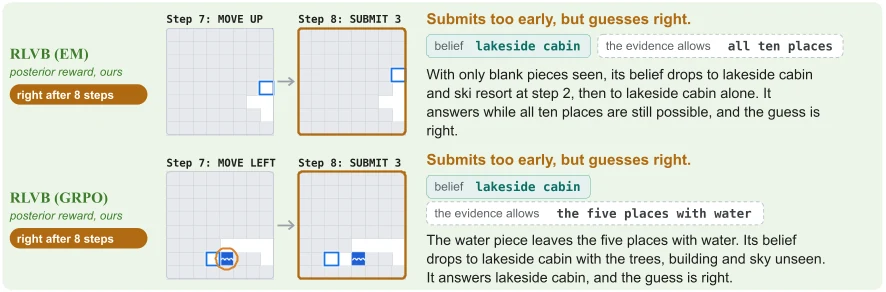 RLVB (EM)
posterior reward, ours
right after 8 steps
Step 7: MOVE UP
Step 8: SUBMIT 3
Submits too early, but guesses right.
belief lakeside cabin
the evidence allows all ten places
With only blank pieces seen, its belief drops to lakeside cabin
and ski resort at step 2, then to lakeside cabin alone. It
answers while all ten places are still possible, and the guess is
right.
RLVB (GRPO)
posterior reward, ours
right after 8 steps
Step 7: MOVE LEFT
Step 8: SUBMIT 3
Submits too early, but guesses right.
belief lakeside cabin
the evidence allows the five places with water
The water piece leaves the five places with water. Its belief
drops to lakeside cabin with the trees, building and sky unseen.
It answers lakeside cabin, and the guess is right.